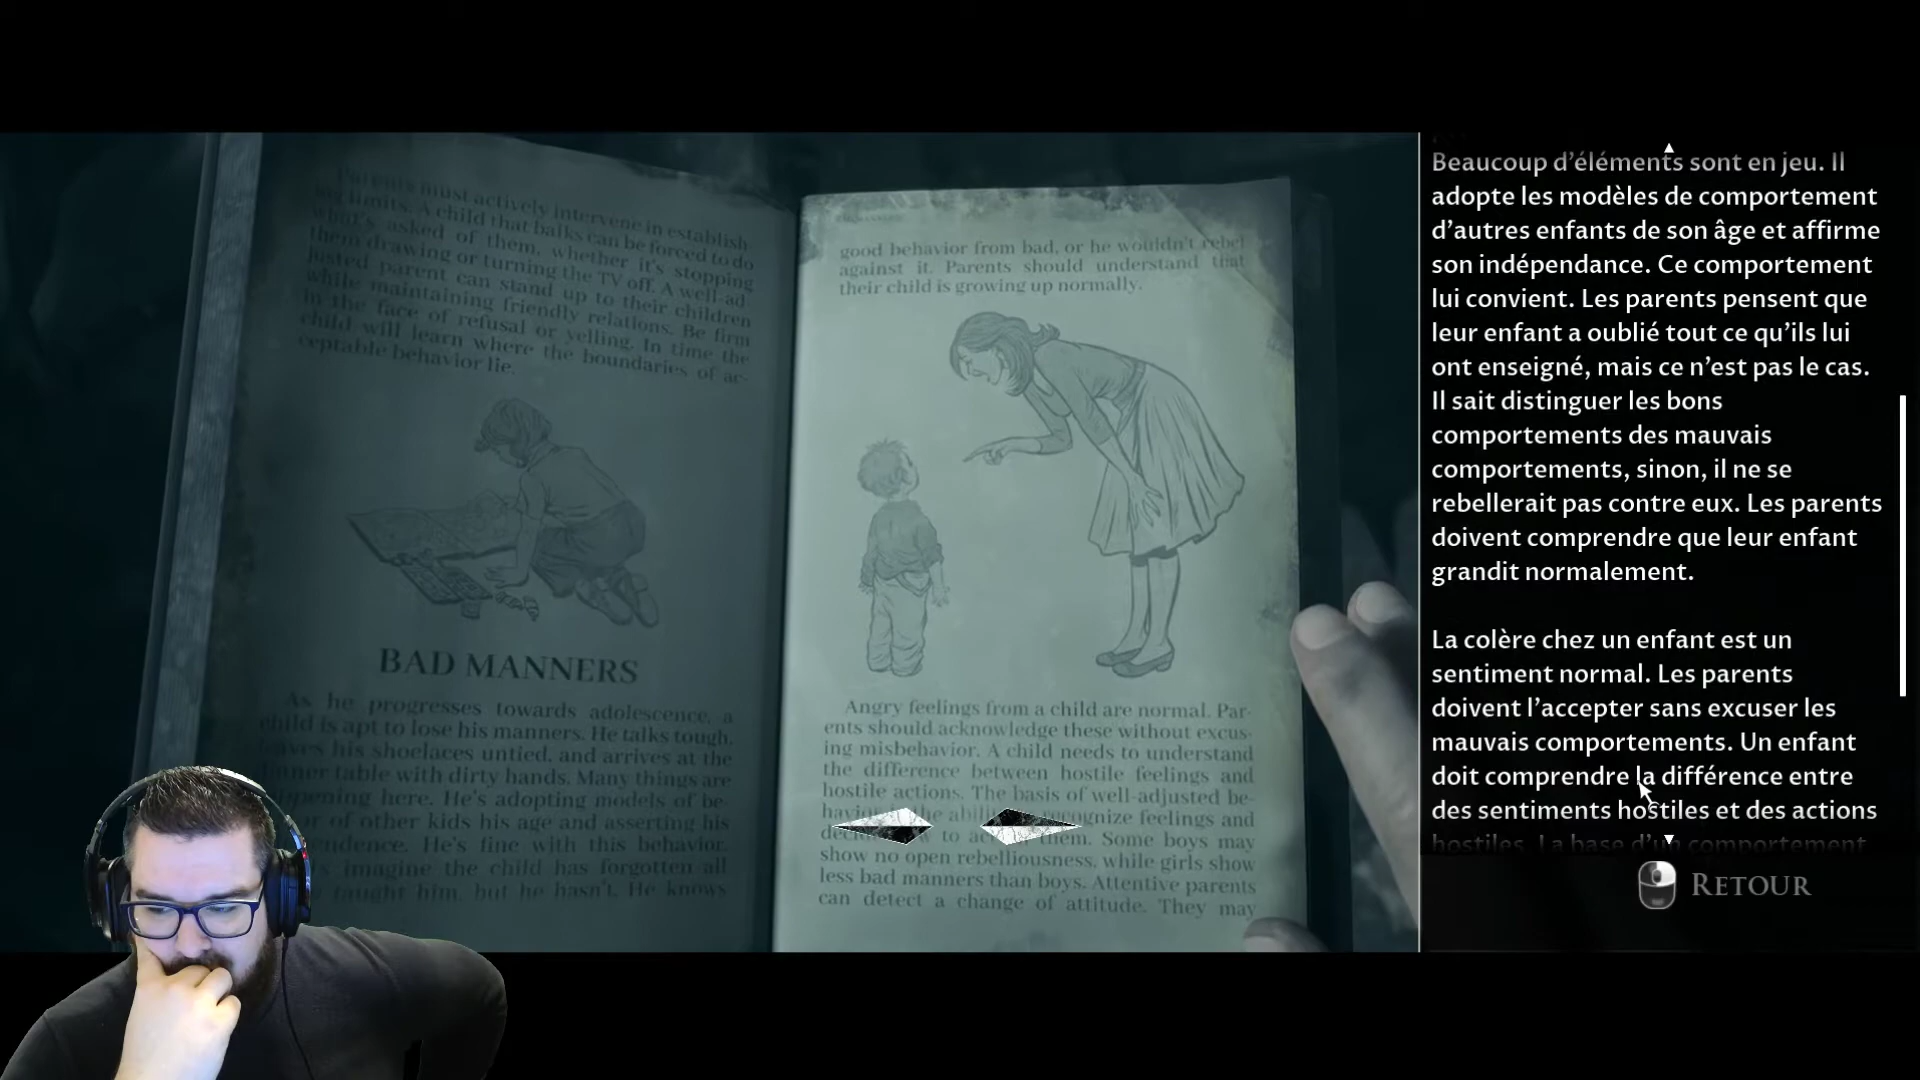 Parents must actively intervene in establish
ing limits. A child that balks can be forced to do
what's asked of them, whether it's stopping
them drawing or turning the TV off. A well-ad
justed parent can stand up to their children
while maintaining friendly relations. Be firm
in the face of refusal or yelling. In time the
child will learn where the boundaries of ac-
ceptable behavior lie.
BAD MANNERS
As he progresses towards adolescence, a
child is apt to lose his manners. He talks tough,
leaves his shoelaces untied, and arrives at the
dinner table with dirty hands. Many things are
happening here. He's adopting models of be-
of other kids his age and asserting his
He's fine with this behavior.
imagine the child has forgotten all
taught him, but he hasn't. He knows
good behavior from bad, or he wouldn't rebel
against it. Parents should understand that
their child is growing up normally.
Angry feelings from a child are normal. Par-
ents should acknowledge these without excus-
ing misbehavior. A child needs to understand
the difference between hostile feelings and
hostile actions. The basis of well-adjusted be-
the feelings and
to them. Some boys may
show no open rebelliousness, while girls show
less bad manners than boys. Attentive parents
can detect a change of attitude. They may
Beaucoup d'éléments sont en jeu. Il
adopte les modèles de comportement
d'autres enfants de son âge et affirme
son indépendance. Ce comportement
lui convient. Les parents pensent que
leur enfant a oublié tout ce qu'ils lui
ont enseigné, mais ce n'est pas le cas.
Il sait distinguer les bons
comportements des mauvais
comportements, sinon, il ne se
rebellerait pas contre eux. Les parents
doivent comprendre que leur enfant
grandit normalement.
La colère chez un enfant est un
sentiment normal. Les parents
doivent l'accepter sans excuser les
mauvais comportements. Un enfant
doit comprendre la différence entre
des sentiments hostiles et des actions
hostiles. La base d'un comportement
RETOUR